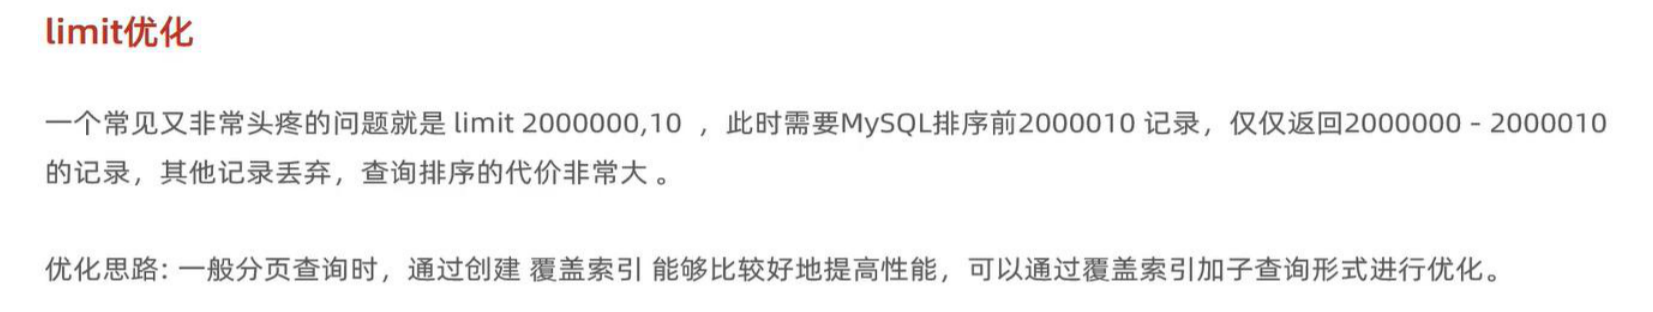 limit优化
一个常见又非常头疼的问题就是 limit 2000000,10 ，此时需要MySQL排序前2000010 记录，仅仅返回2000000 - 2000010
的记录，其他记录丢弃，查询排序的代价非常大 。
优化思路: 一般分页查询时，通过创建 覆盖索引 能够比较好地提高性能，可以通过覆盖索引加子查询形式进行优化。